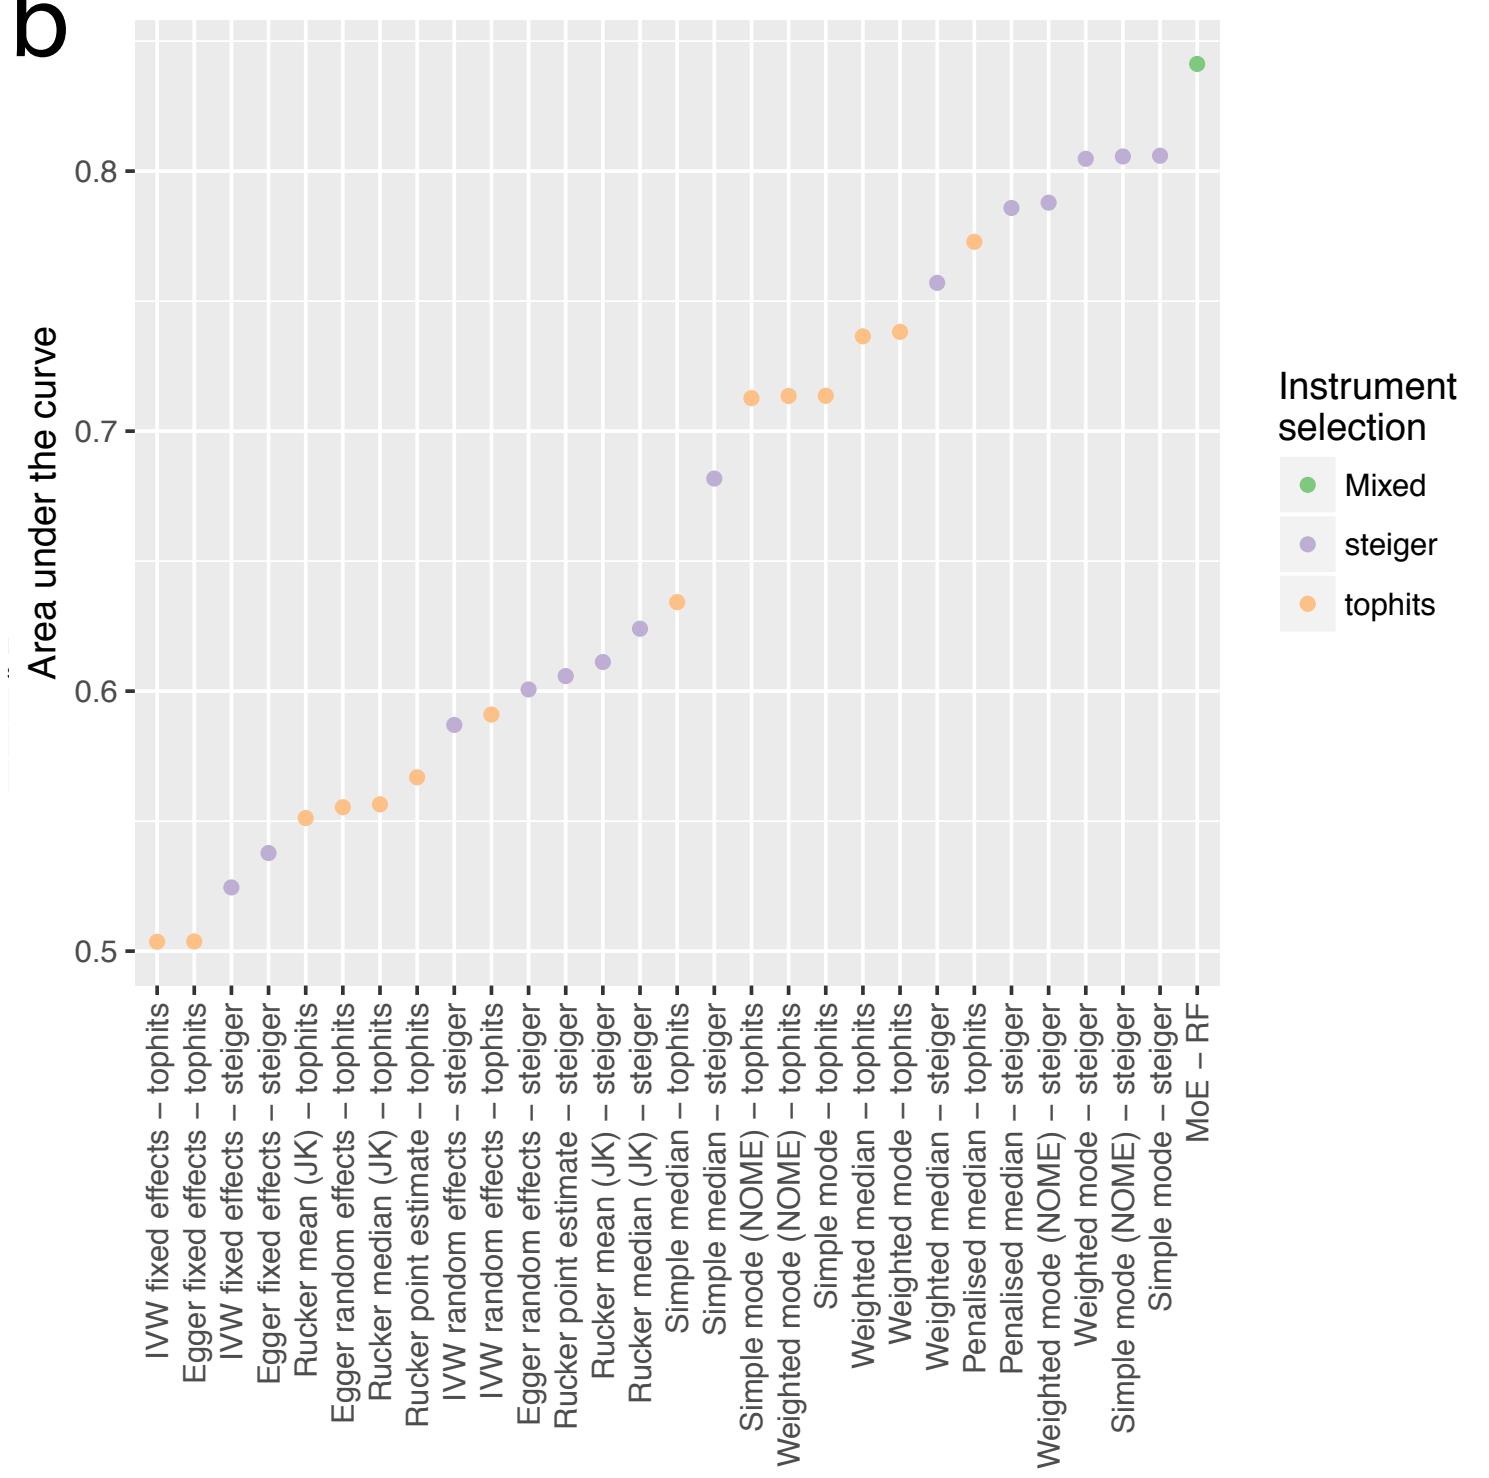 b
Area under the curve
0.8
0.7
0.6
0.5
IVW fixed effects – tophits
Egger fixed effects – tophits
IVW fixed effects – steiger
Egger fixed effects – steiger
Rucker mean (JK) – tophits
Egger random effects – tophits
Rucker median (JK) – tophits
Rucker point estimate – tophits
IVW random effects – steiger
IVW random effects – tophits
Egger random effects – steiger
Rucker point estimate – steiger
Rucker mean (JK) – steiger
Rucker median (JK) – steiger
Simple median – tophits
Simple median – steiger
Simple mode (NOME) – tophits
Weighted mode (NOME) – tophits
Simple mode – tophits
Weighted median – tophits
Weighted mode – tophits
Weighted median – steiger
Penalised median – tophits
Penalised median – steiger
Weighted mode (NOME) – steiger
Weighted mode – steiger
Simple mode (NOME) – steiger
Simple mode – steiger
MoE – RF
Instrument
selection
Mixed
steiger
tophits